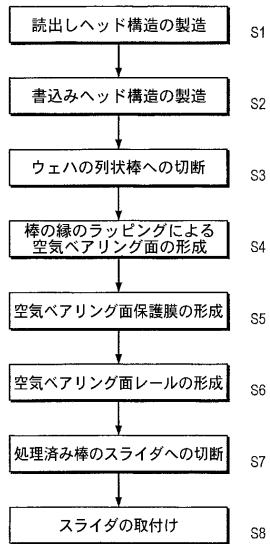 読出しヘッド構造の製造 S1
書込みヘッド構造の製造 S2
ウェハの列状棒への切断 S3
棒の縁のラッピングによる
空気ベアリング面の形成 S4
空気ベアリング面保護膜の形成 S5
空気ベアリング面レールの形成 S6
処理済み棒のスライダへの切断 S7
スライダの取付け S8